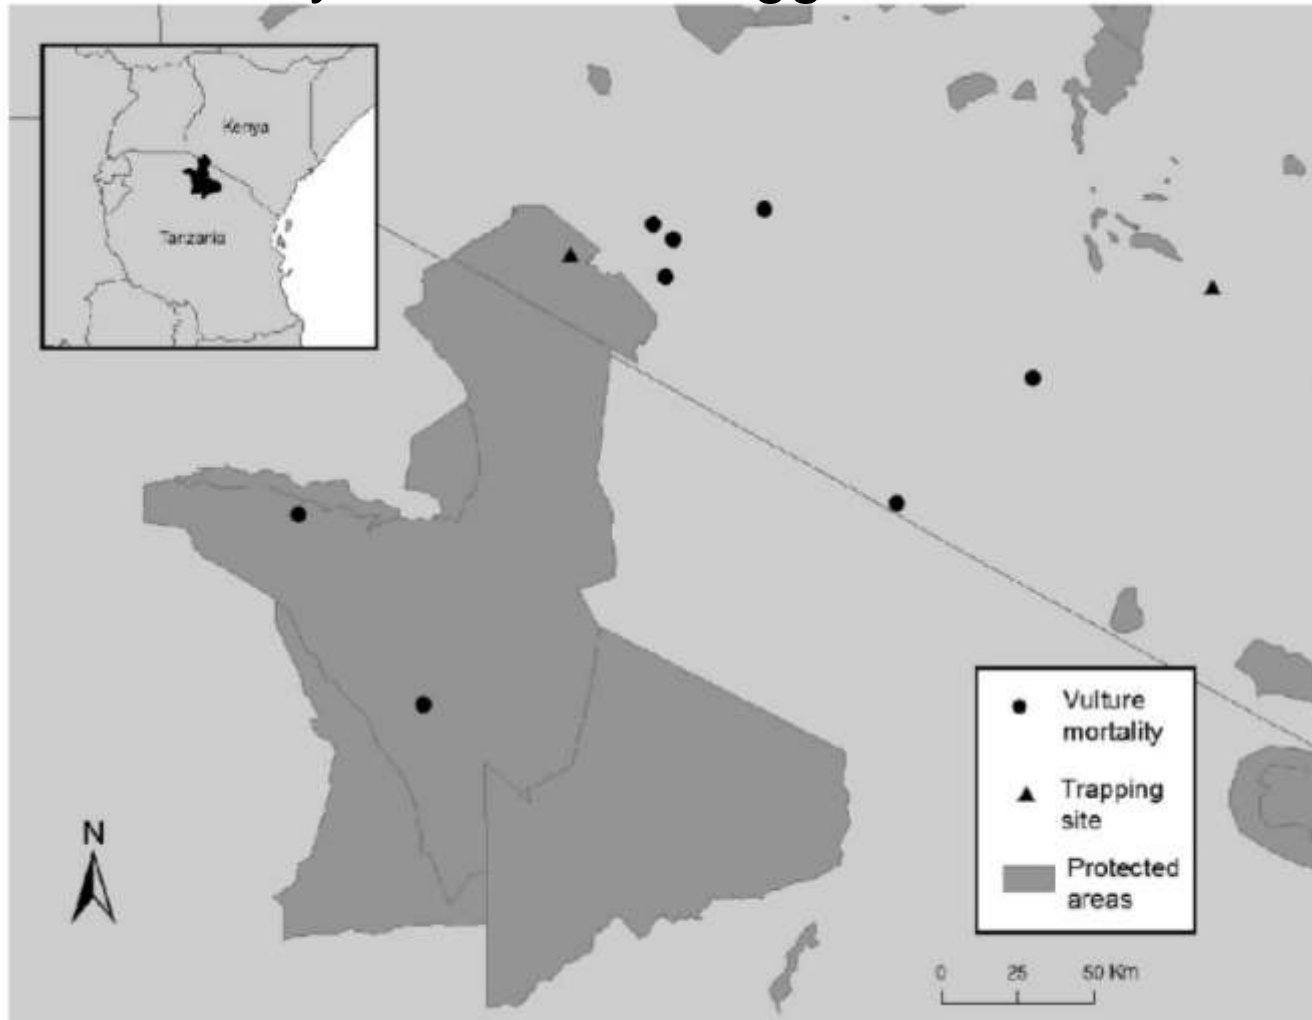 Kenya
Tanzania
Vulture
mortality
Trapping
site
Protected
areas
N
0 25 50 Km